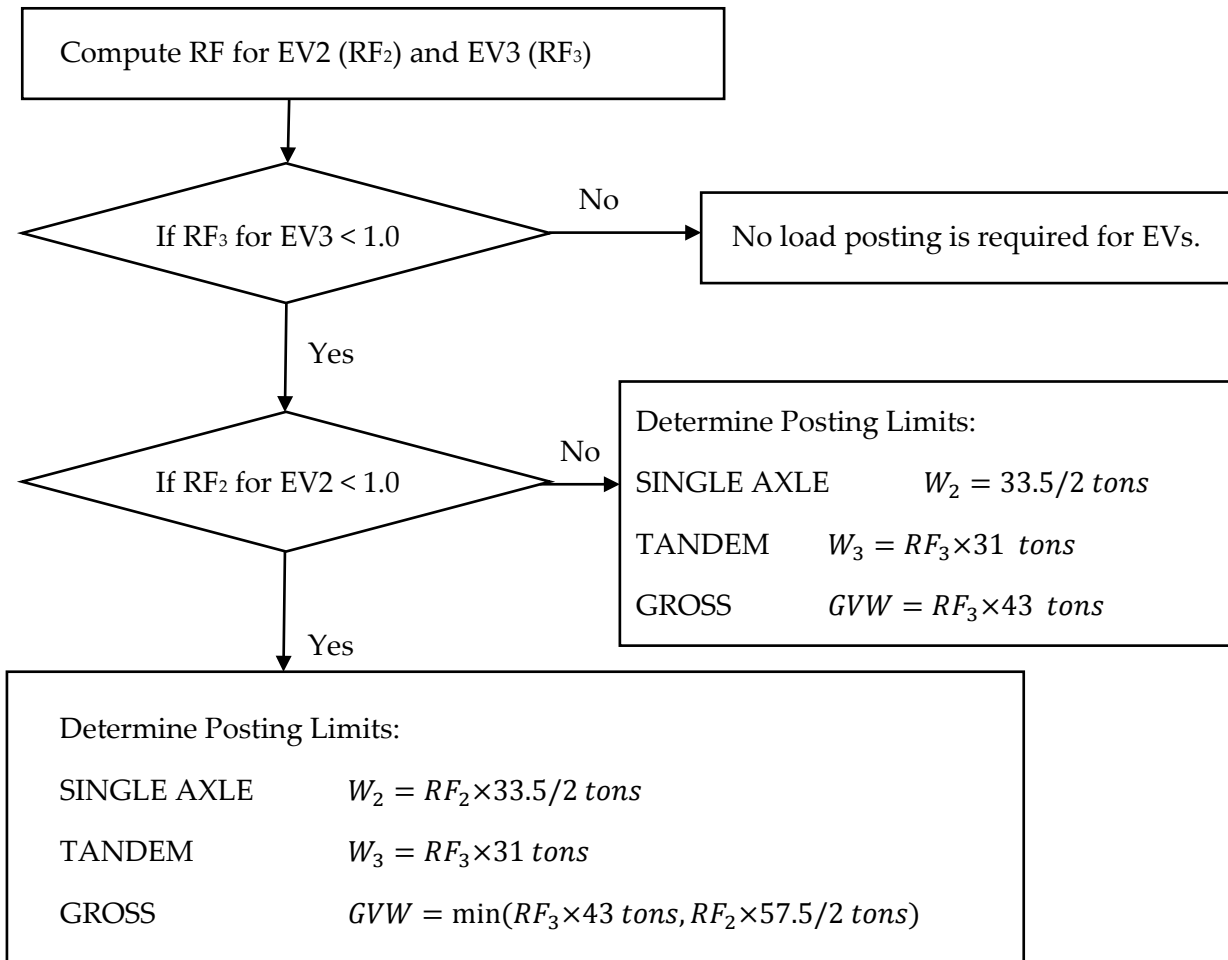 Compute RF for EV2 (RF₂) and EV3 (RF₃)
If RF₃ for EV3 < 1.0
No
No load posting is required for EVs.
Yes
If RF₂ for EV2 < 1.0
No
Determine Posting Limits:
SINGLE AXLE W₂ = 33.5/2 tons
TANDEM W₃ = RF₃×31 tons
GROSS GVW = RF₃×43 tons
Yes
Determine Posting Limits:
SINGLE AXLE W₂ = RF₂×33.5/2 tons
TANDEM W₃ = RF₃×31 tons
GROSS GVW = min(RF₃×43 tons, RF₂×57.5/2 tons)